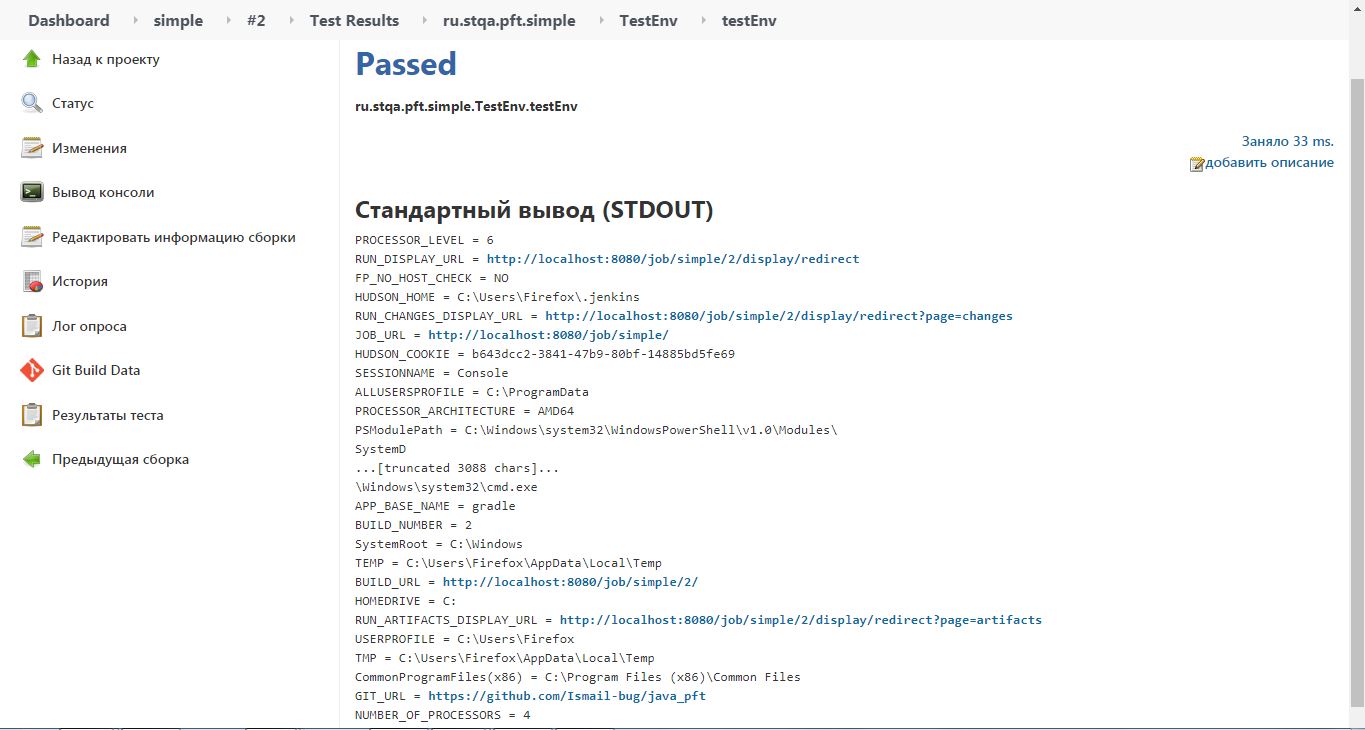 Dashboard simple #2 Test Results ru.stqa.pft.simple TestEnv testEnv
Назад к проекту
Статус
Изменения
Вывод консоли
Редактировать информацию сборки
История
Лог опроса
Git Build Data
Результаты теста
Предыдущая сборка
Passed
ru.stqa.pft.simple.TestEnv.testEnv
Заняло 33 ms.
добавить описание
Стандартный вывод (STDOUT)
PROCESSOR_LEVEL = 6
RUN_DISPLAY_URL = http://localhost:8080/job/simple/2/display/redirect
FP_NO_HOST_CHECK = NO
HUDSON_HOME = C:\Users\Firefox\.jenkins
RUN_CHANGES_DISPLAY_URL = http://localhost:8080/job/simple/2/display/redirect?page=changes
JOB_URL = http://localhost:8080/job/simple/
HUDSON_COOKIE = b643dcc2-3841-47b9-80bf-14885bd5fe69
SESSIONNAME = Console
ALLUSERSPROFILE = C:\ProgramData
PROCESSOR_ARCHITECTURE = AMD64
PSModulePath = C:\Windows\system32\WindowsPowerShell\v1.0\Modules\
SystemD
...[truncated 3088 chars]...
\Windows\system32\cmd.exe
APP_BASE_NAME = gradle
BUILD_NUMBER = 2
SystemRoot = C:\Windows
TEMP = C:\Users\Firefox\AppData\Local\Temp
BUILD_URL = http://localhost:8080/job/simple/2/
HOMEDRIVE = C:
RUN_ARTIFACTS_DISPLAY_URL = http://localhost:8080/job/simple/2/display/redirect?page=artifacts
USERPROFILE = C:\Users\Firefox
TMP = C:\Users\Firefox\AppData\Local\Temp
CommonProgramFiles(x86) = C:\Program Files (x86)\Common Files
GIT_URL = https://github.com/Ismail-bug/java_pft
NUMBER_OF_PROCESSORS = 4